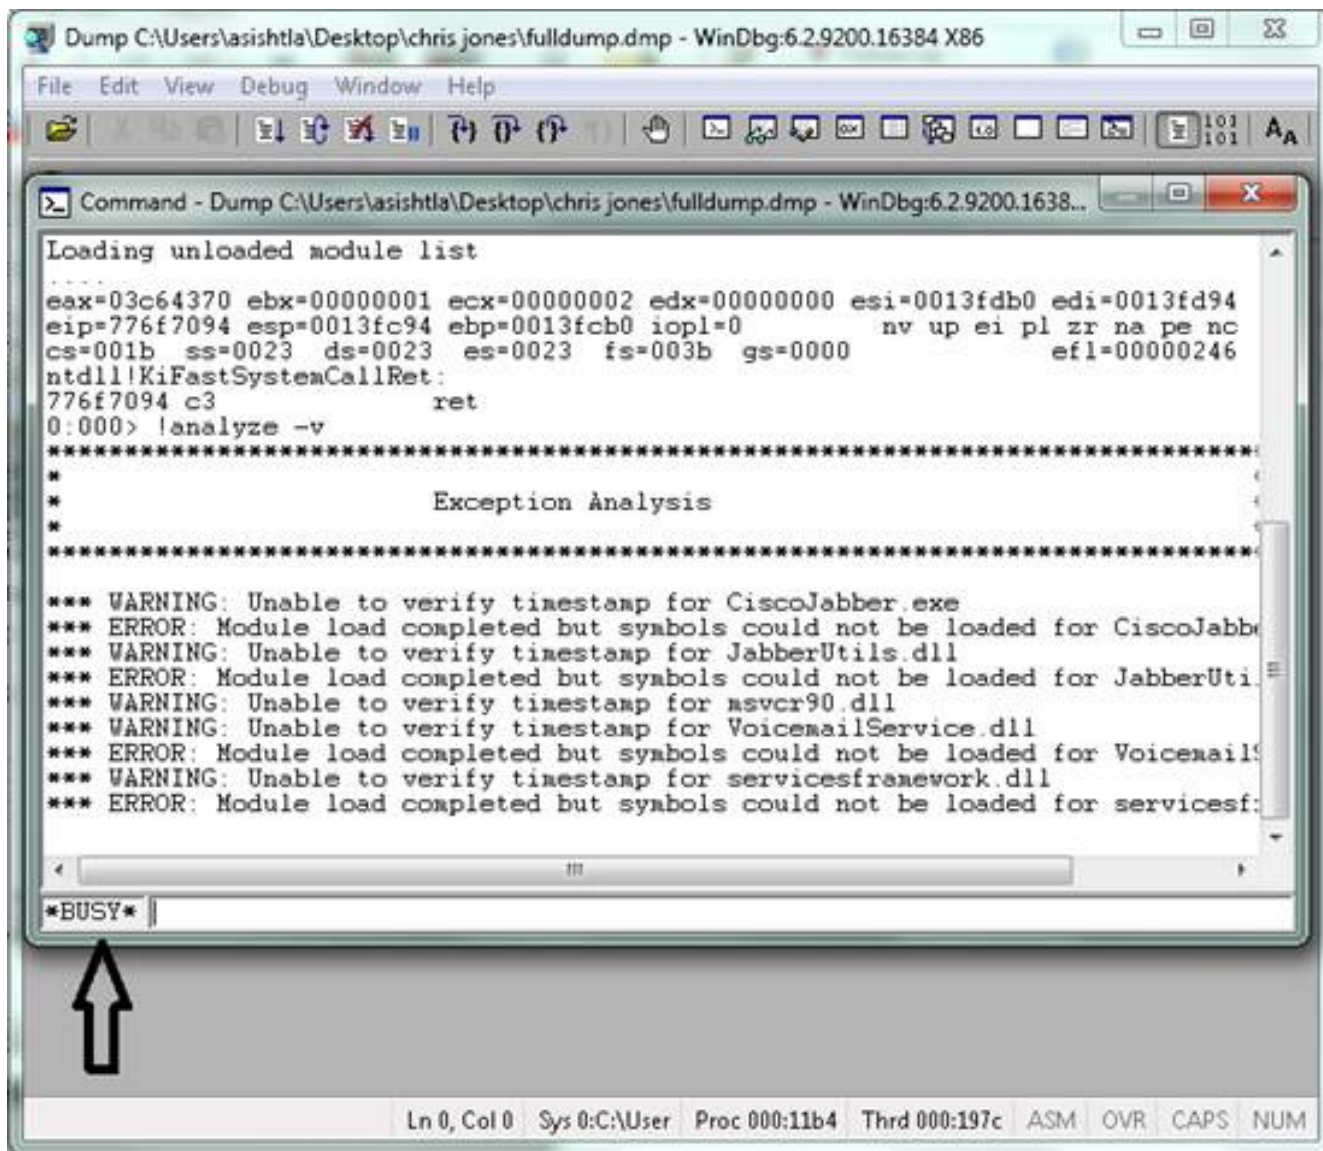 Dump C:\Users\asishtla\Desktop\chris jones\fulldump.dmp - WinDbg:6.2.9200.16384 X86
File Edit View Debug Window Help
101
101 AA
Command - Dump C:\Users\asishtla\Desktop\chris jones\fulldump.dmp - WinDbg:6.2.9200.1638...
Loading unloaded module list
....
eax=03c64370 ebx=00000001 ecx=00000002 edx=00000000 esi=0013fdb0 edi=0013fd94
eip=776f7094 esp=0013fc94 ebp=0013fcb0 iopl=0 nv up ei pl zr na pe nc
cs=001b ss=0023 ds=0023 es=0023 fs=003b gs=0000 efl=00000246
ntdll!KiFastSystemCallRet:
776f7094 c3 ret
0:000> !analyze -v
*******************************************************************************
*
* Exception Analysis
*
*******************************************************************************
*** WARNING: Unable to verify timestamp for CiscoJabber.exe
*** ERROR: Module load completed but symbols could not be loaded for CiscoJabb
*** WARNING: Unable to verify timestamp for JabberUtils.dll
*** ERROR: Module load completed but symbols could not be loaded for JabberUti.
*** WARNING: Unable to verify timestamp for msvcr90.dll
*** WARNING: Unable to verify timestamp for VoicemailService.dll
*** ERROR: Module load completed but symbols could not be loaded for Voicemail
*** WARNING: Unable to verify timestamp for servicesframework.dll
*** ERROR: Module load completed but symbols could not be loaded for servicesf
*BUSY*
Ln 0, Col 0 Sys 0:C:\User Proc 000:11b4 Thrd 000:197c ASM OVR CAPS NUM